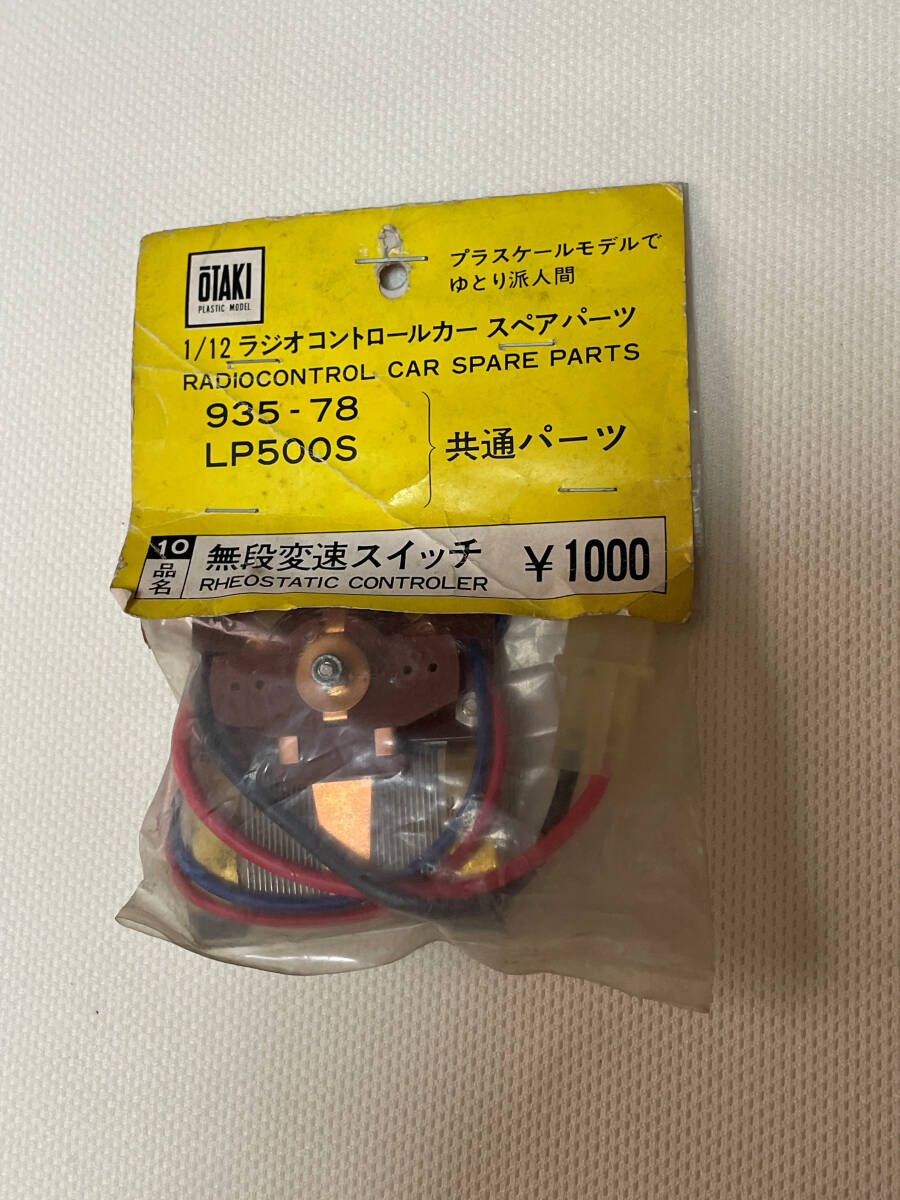 ŌTAKI
PLASTIC MODEL
プラスケールモデルで
ゆとり派人間
1/12 ラジオコントロールカー スペアパーツ
RADIOCONTROL CAR SPARE PARTS
935-78
LP500S
共通パーツ
10
品名
無段変速スイッチ
RHEOSTATIC CONTROLER
¥1000